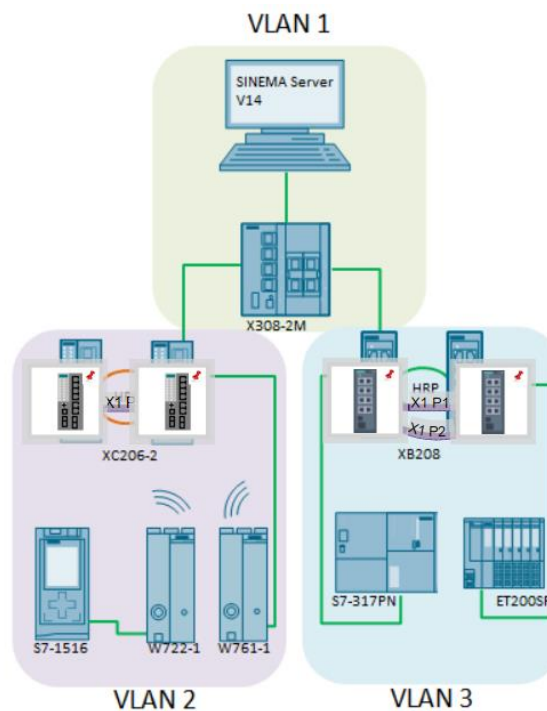 VLAN 1
SINEMA Server
V14
X308-2M
HRP
X1 P
X1 P1
X1 P2
XC206-2
XB208
S7-1516
W722-1
W761-1
S7-317PN
ET200SP
VLAN 2
VLAN 3